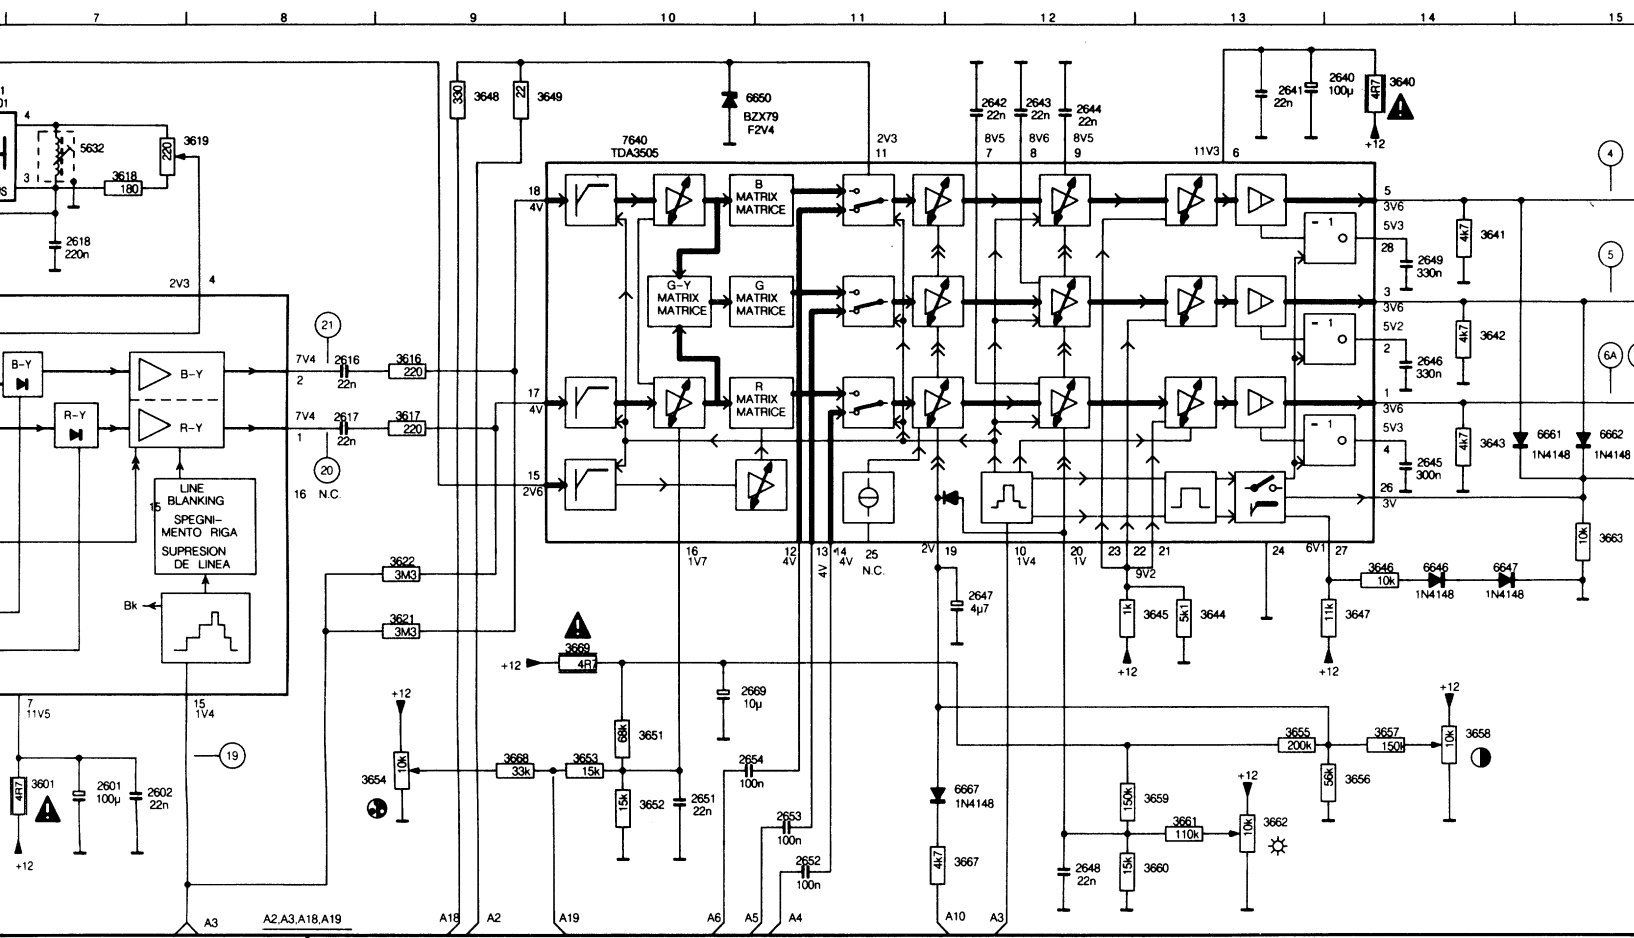 7 8 9 10 11 12 13 14 15
1
01
4
3
S
5632
3618
180
3619
220
2618
220n
2V3 4
330 3648
22 3649
6650
BZX79
F2V4
7640
TDA3505
2V3
11
2642
22n
2643
22n
2644
22n
8V5
7
8V6
8
8V5
9
2641
22n
2640
100µ
4R7
3640
+12
11V3 6
18
4V
B
MATRIX
MATRICE
G-Y
MATRIX
MATRICE
G
MATRIX
MATRICE
R
MATRIX
MATRICE
17
4V
15
2V6
- 1
- 1
- 1
5
3V6
5V3
28
3
3V6
5V2
2
1
3V6
5V3
4
26
3V
2649
330n
2646
330n
2645
300n
4k7 3641
4k7 3642
4k7 3643
4
5
6A
6661
1N4148
6662
1N4148
10k 3663
B-Y
R-Y
B-Y
R-Y
21
20
7V4
2
7V4
1
2616
22n
2617
22n
3616
220
3617
220
16 N.C.
LINE
BLANKING
15
SPEGNI-
MENTO RIGA
SUPRESION
DE LINEA
Bk
3622
3M3
3621
3M3
16
1V7
12
4V
13
4V
14
4V
25
N.C.
2V 19
10
1V4
20
1V
23 22 21
9V2
24
6V1 27
2647
4µ7
1k 3645
+12
5k1 3644
11k 3647
+12
3646
10k
6646
1N4148
6647
1N4148
7
11V5
15
1V4
19
4R7 3601
+12
2601
100µ
2602
22n
+12
3669
4R7
+12
3654
10k
3668
33k
3653
15k
68k 3651
15k 3652
2651
22n
2669
10µ
2654
100n
2653
100n
2652
100n
6667
1N4148
4k7 3667
2648
22n
150k 3659
15k 3660
3661
110k
+12
10k 3662
3655
200k
3657
150k
56k 3656
+12
10k 3658
A3
A2,A3,A18,A19
A18 A2 A19 A6 A5 A4 A10 A3